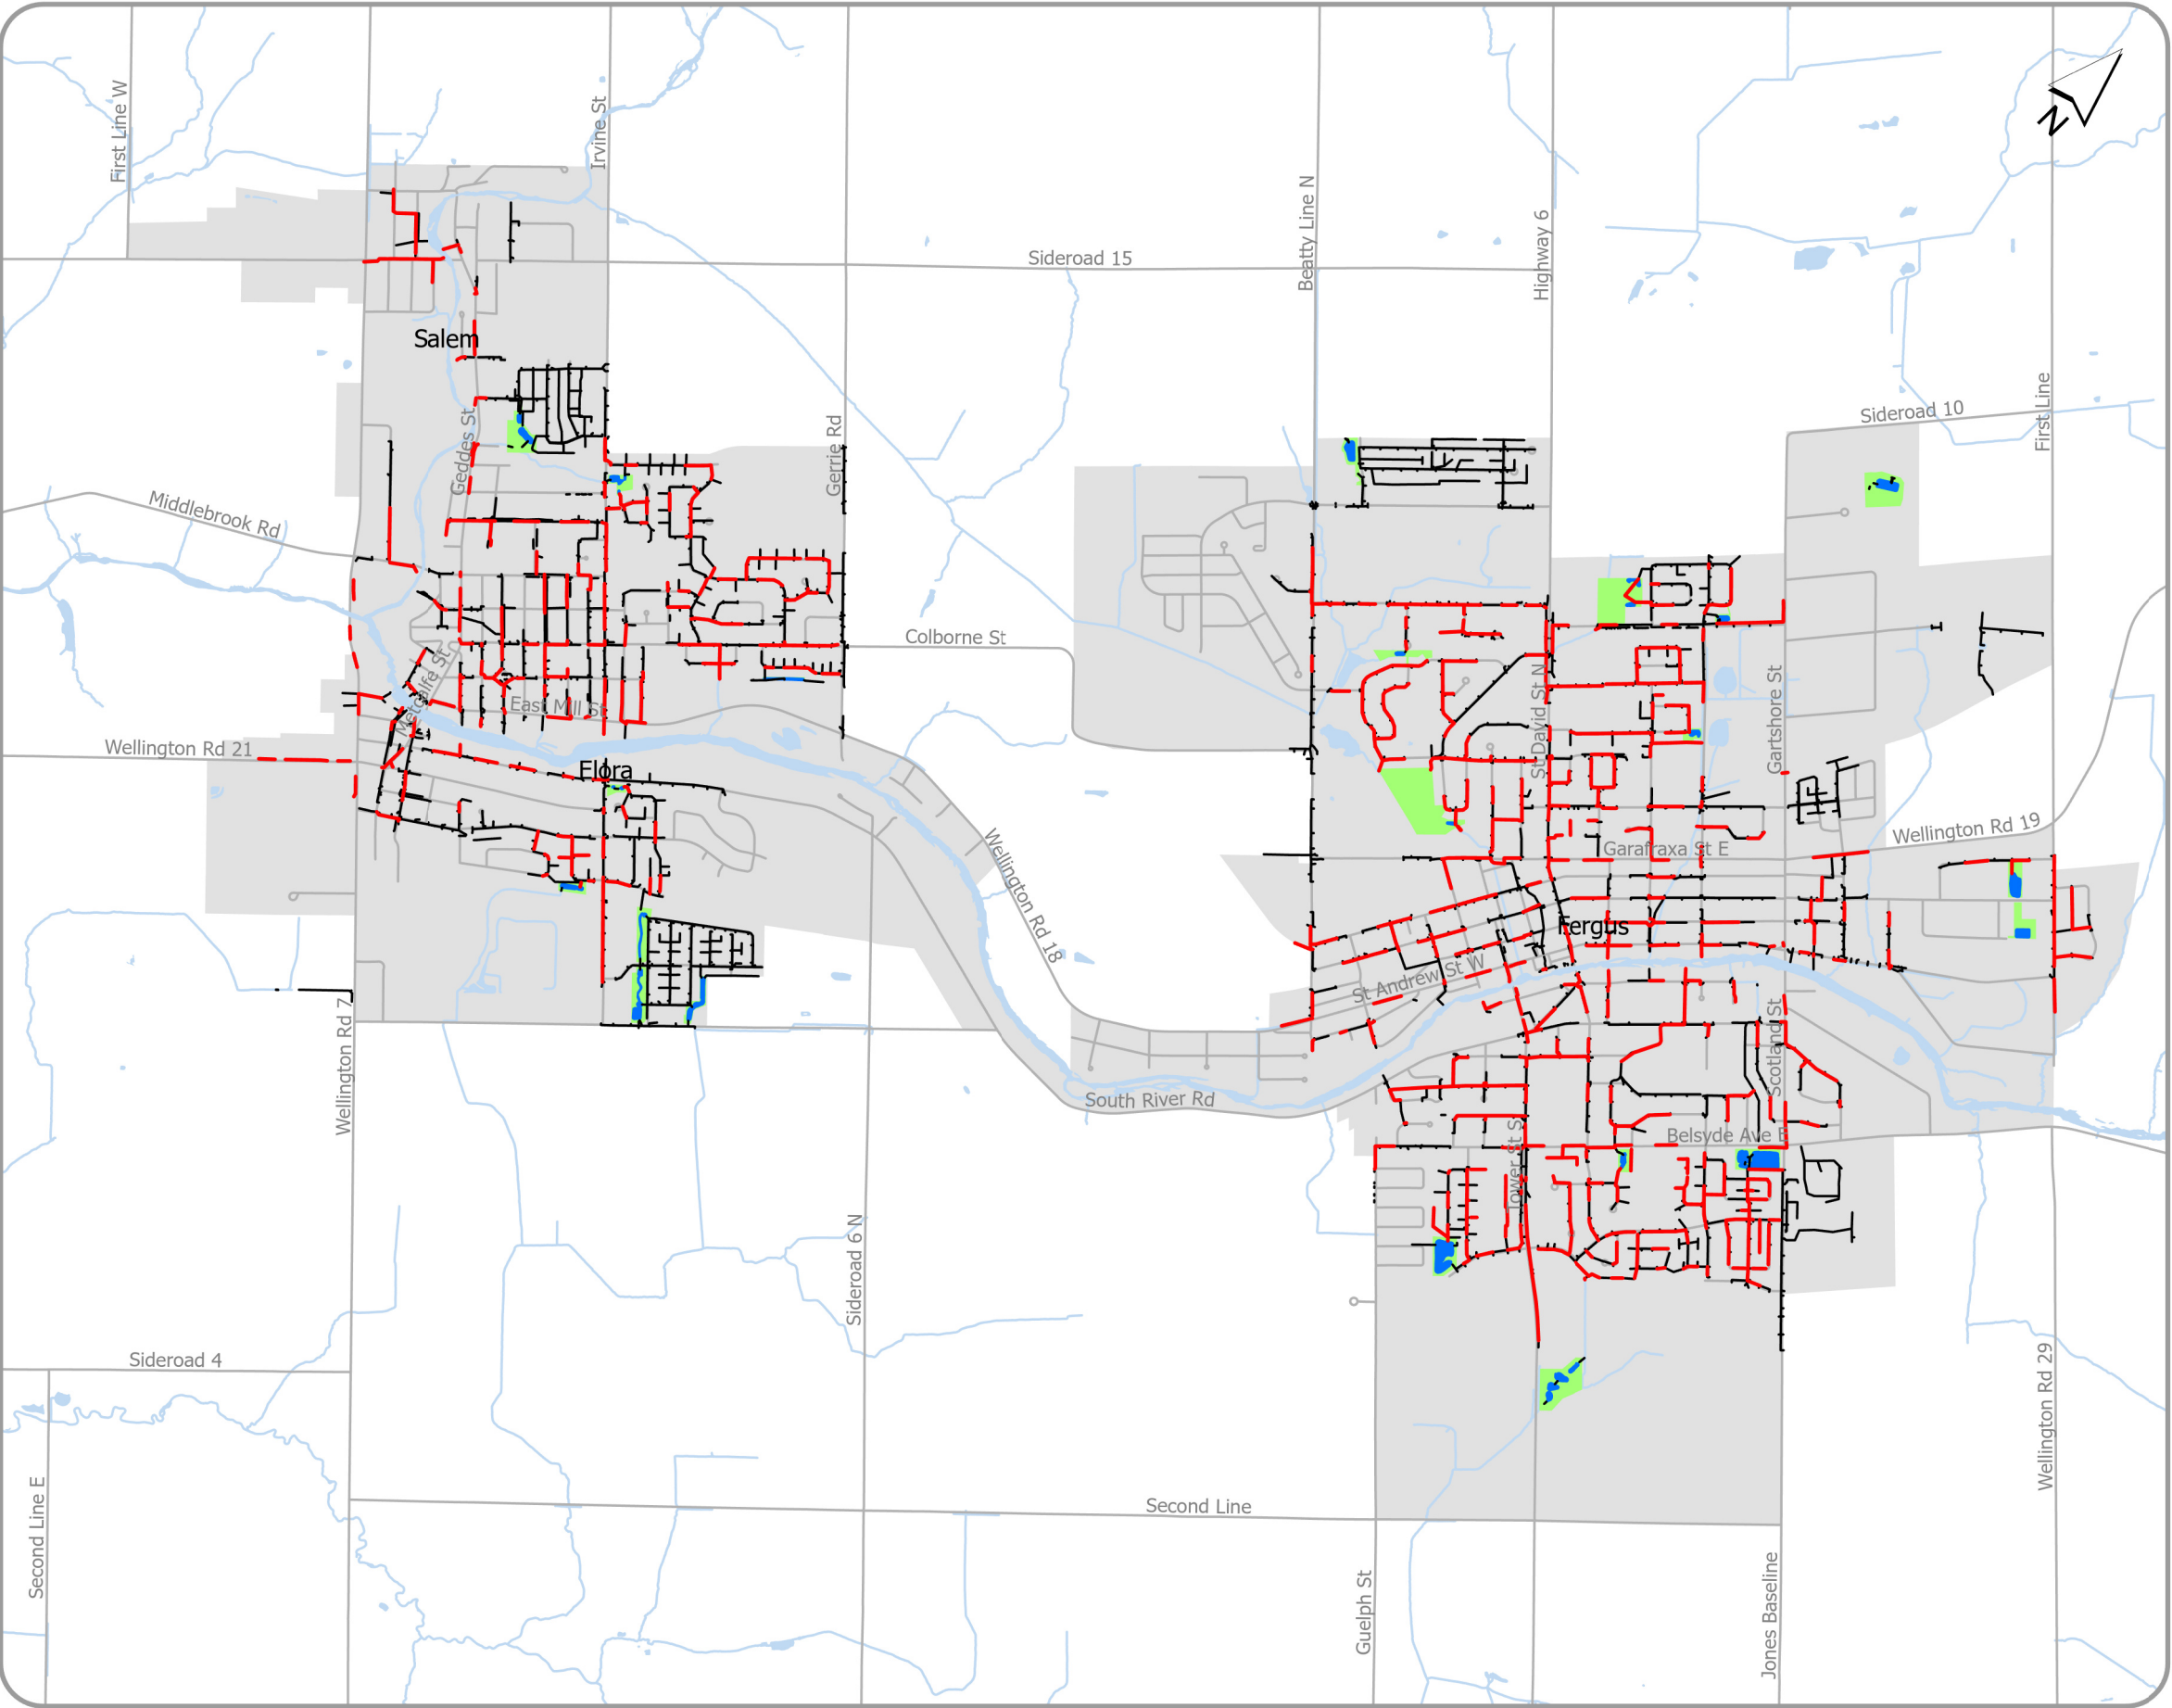 First Line W
Irvine St
N
Beatty Line N
Highway 6
Sideroad 15
Salem
Geddes St
Gerrie Rd
Sideroad 10
First Line
Middlebrook Rd
Colborne St
Metcalfe St
East Mill St
St David St N
Gartshore St
Wellington Rd 21
Elora
Wellington Rd 18
Garafraxa St E
Wellington Rd 19
Fergus
St Andrew St W
Wellington Rd 7
South River Rd
Scotland St
Belsyde Ave E
Tower St S
Sideroad 6 N
Sideroad 4
Wellington Rd 29
Second Line E
Second Line
Guelph St
Jones Baseline